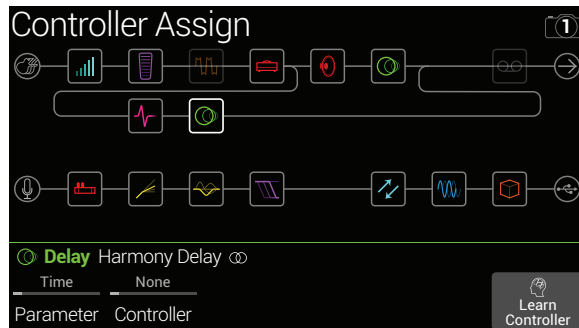 Controller Assign
1
Delay Harmony Delay
Time None
Parameter Controller
Learn
Controller